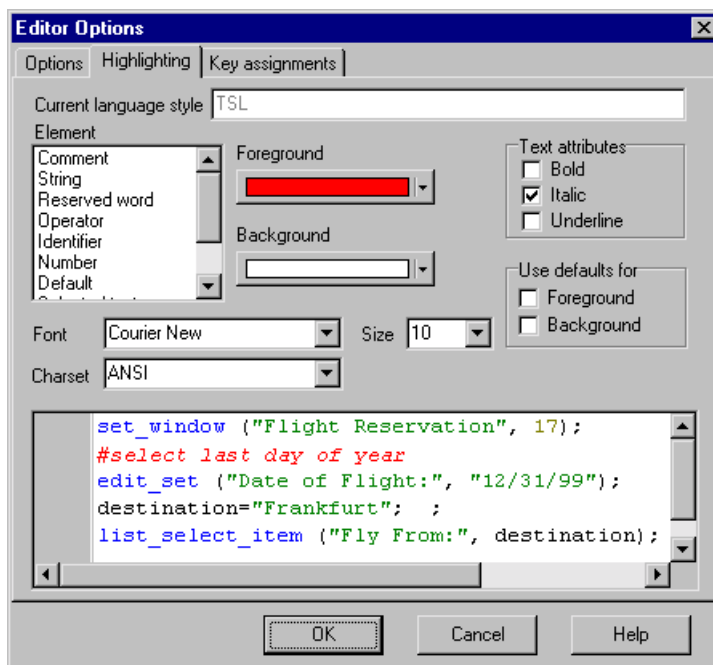 Editor Options
Options Highlighting Key assignments
Current language style TSL
Element
Comment
String
Reserved word
Operator
Identifier
Number
Default
Foreground
Background
Text attributes
Bold
Italic
Underline
Use defaults for
Foreground
Background
Font Courier New Size 10
Charset ANSI
set_window ("Flight Reservation", 17);
#select last day of year
edit_set ("Date of Flight:", "12/31/99");
destination="Frankfurt";  ;
list_select_item ("Fly From:", destination);
OK Cancel Help